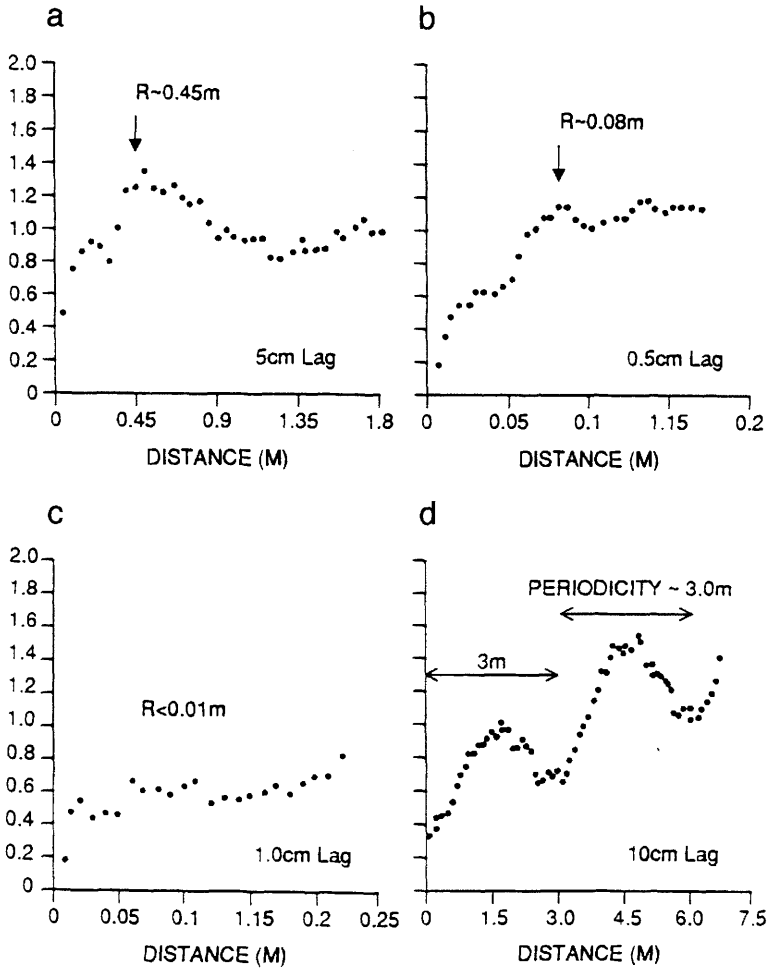 a
2.0
1.8
1.6
1.4
1.2
1.0
0.8
0.6
0.4
0.2
0
R~0.45m
5cm Lag
0 0.45 0.9 1.35 1.8
DISTANCE (M)
b
R~0.08m
0.5cm Lag
0 0.05 0.1 0.15 0.2
DISTANCE (M)
c
2.0
1.8
1.6
1.4
1.2
1.0
0.8
0.6
0.4
0.2
0
R<0.01m
1.0cm Lag
0 0.05 0.1 0.15 0.2 0.25
DISTANCE (M)
d
PERIODICITY ~ 3.0m
3m
10cm Lag
0 1.5 3.0 4.5 6.0 7.5
DISTANCE (M)